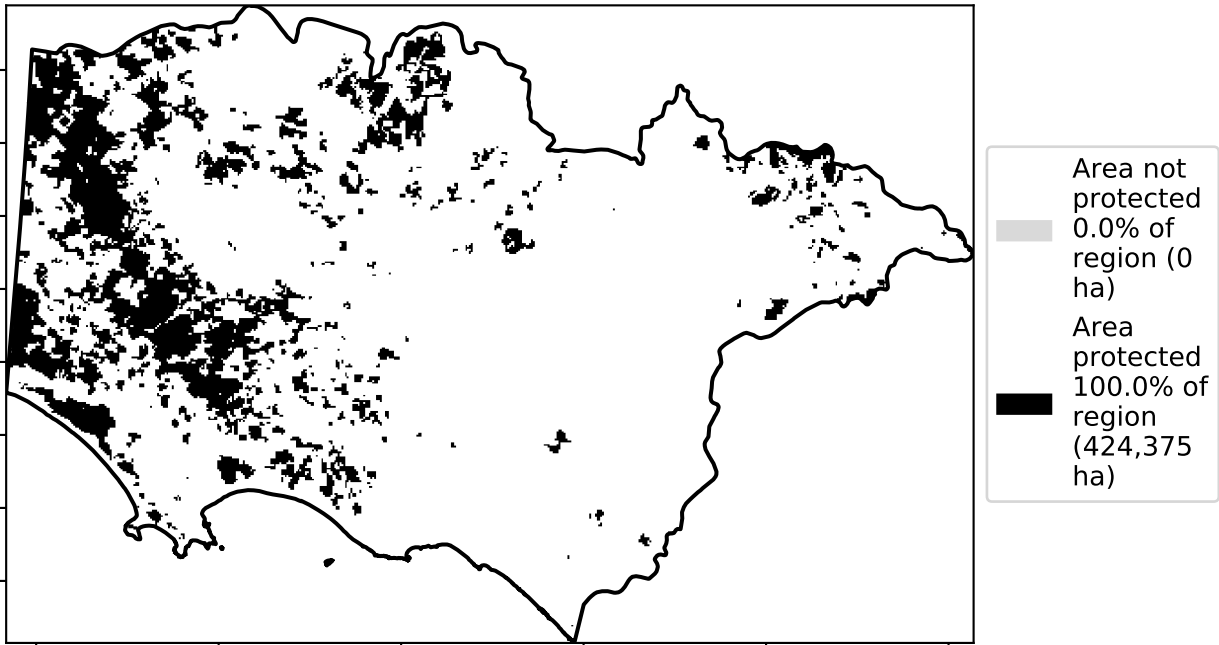 Area not
protected
0.0% of
region (0
ha)
Area
protected
100.0% of
region
(424,375
ha)